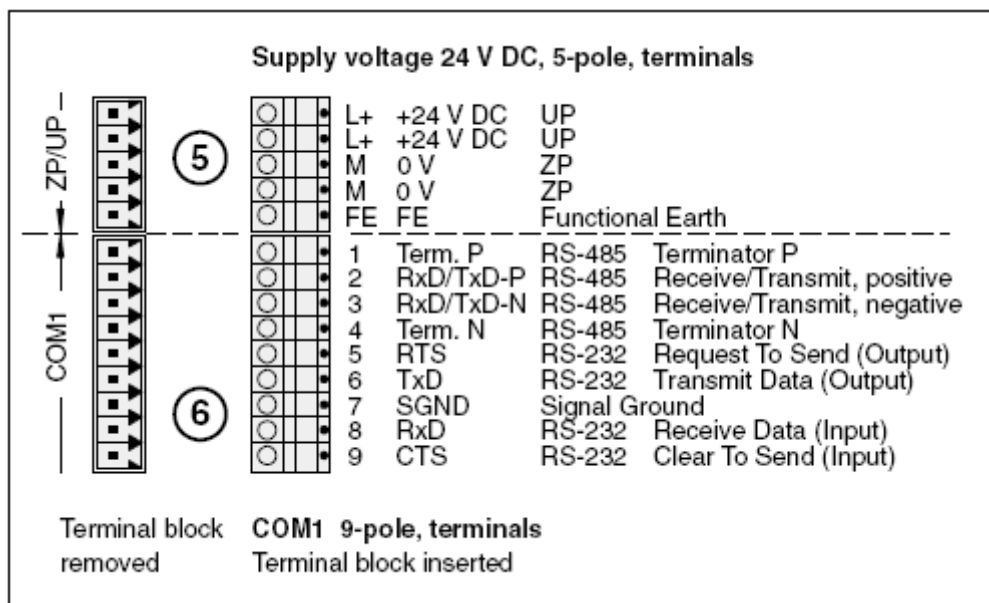 Supply voltage 24 V DC, 5-pole, terminals
ZP/UP
5
L+ +24 V DC UP
L+ +24 V DC UP
M 0 V ZP
M 0 V ZP
FE FE Functional Earth
COM1
6
1 Term. P RS-485 Terminator P
2 RxD/TxD-P RS-485 Receive/Transmit, positive
3 RxD/TxD-N RS-485 Receive/Transmit, negative
4 Term. N RS-485 Terminator N
5 RTS RS-232 Request To Send (Output)
6 TxD RS-232 Transmit Data (Output)
7 SGND Signal Ground
8 RxD RS-232 Receive Data (Input)
9 CTS RS-232 Clear To Send (Input)
Terminal block removed
COM1 9-pole, terminals
Terminal block inserted